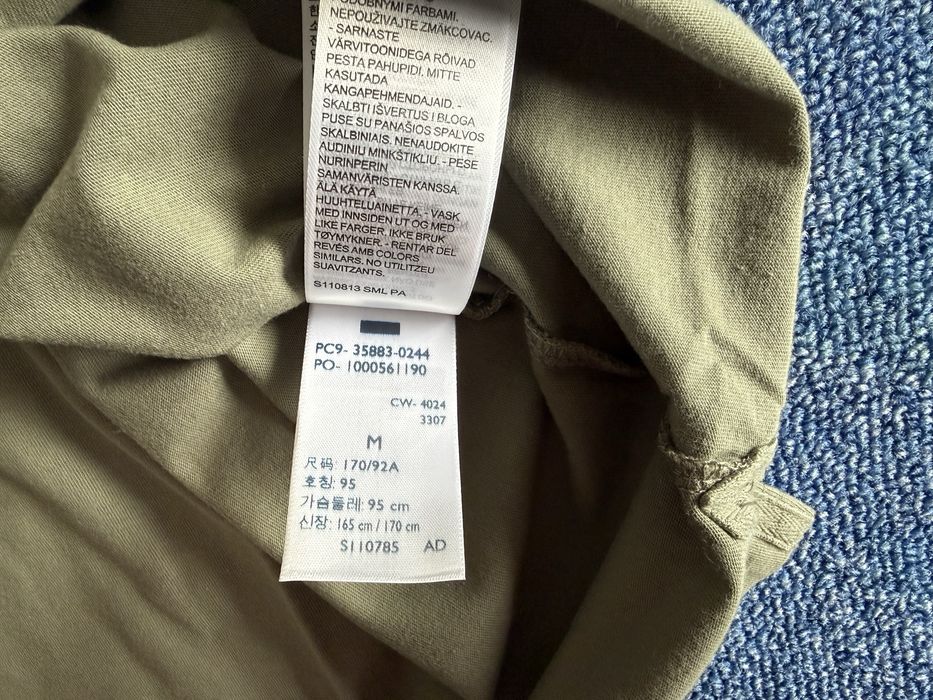 ODOBNÝMI FARBAMI.
NEPOUŽÍVAJTE ZMÄKČOVAČ.
- SARNASTE
VÄRVITOONIDEGA RÕIVAD
PESTA PAHUPIDI. MITTE
KASUTADA
KANGAPEHMENDAJAID. -
SKALBTI IŠVERTUS Į BLOGĄ
PUSĘ SU PANAŠIOS SPALVOS
SKALBINIAIS. NENAUDOKITE
AUDINIŲ MINKŠTIKLIŲ. - PESE
NURINPERIN
SAMANVÄRISTEN KANSSA.
ÄLÄ KÄYTÄ
HUUHTELUAINETTA. - VASK
MED INNSIDEN UT OG MED
LIKE FARGER. IKKE BRUK
TØYMYKNER. - RENTAR DEL
REVÉS AMB COLORS
SIMILARS. NO UTILITZEU
SUAVITZANTS.
S110813 SML PA
PC9- 35883-0244
PO- 1000561190
CW- 4024
3307
M
尺码: 170/92A
호칭: 95
가슴둘레: 95 cm
신장: 165 cm / 170 cm
S110785 AD